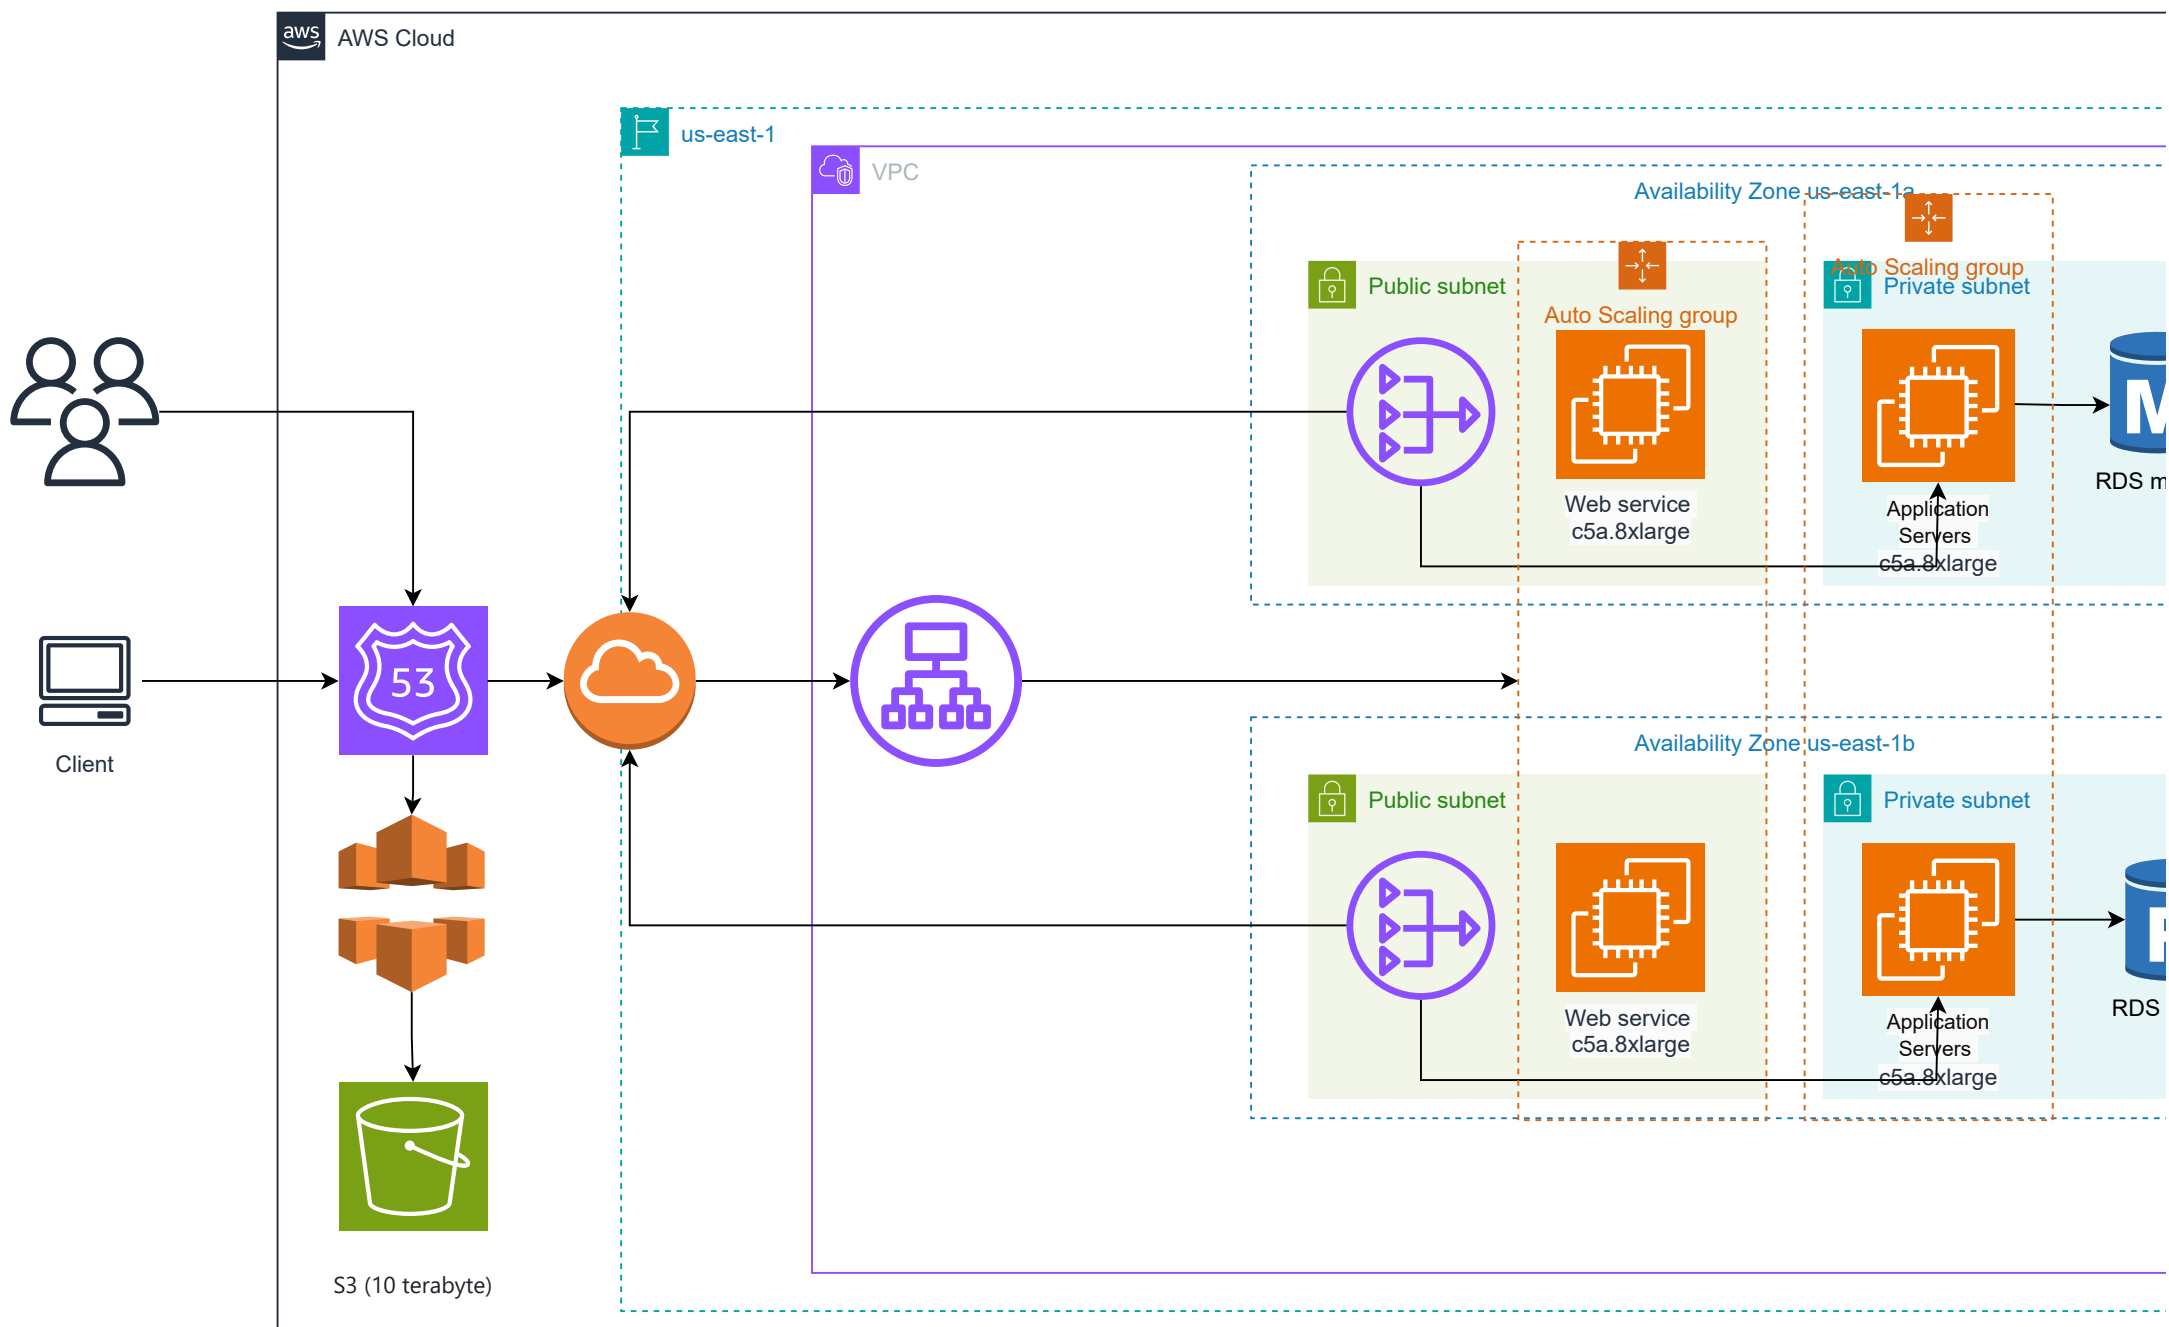 aws
AWS Cloud
us-east-1
VPC
Availability Zone us-east-1a
Auto Scaling group
Public subnet
Private subnet
Auto Scaling group
M
RDS m
Web service
c5a.8xlarge
Application
Servers
c5a.8xlarge
53
Client
Availability Zone us-east-1b
Public subnet
Private subnet
RDS
Web service
c5a.8xlarge
Application
Servers
c5a.8xlarge
S3 (10 terabyte)